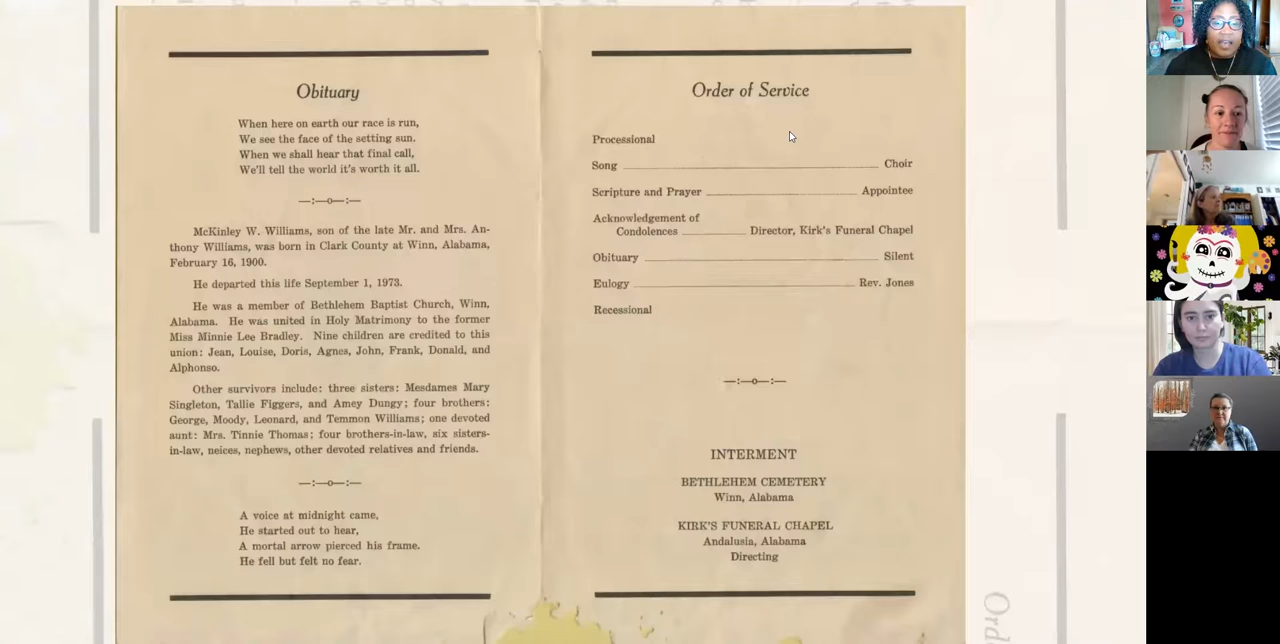 Obituary
When here on earth our race is run,
We see the face of the setting sun.
When we shall hear that final call,
We'll tell the world it's worth it all.
—:—o—:—
McKinley W. Williams, son of the late Mr. and Mrs. An-
thony Williams, was born in Clark County at Winn, Alabama,
February 16, 1900.
He departed this life September 1, 1973.
He was a member of Bethlehem Baptist Church, Winn,
Alabama. He was united in Holy Matrimony to the former
Miss Minnie Lee Bradley. Nine children are credited to this
union: Jean, Louise, Doris, Agnes, John, Frank, Donald, and
Alphonso.
Other survivors include: three sisters: Mesdames Mary
Singleton, Tallie Figgers, and Amey Dungy; four brothers:
George, Moody, Leonard, and Temmon Williams; one devoted
aunt: Mrs. Tinnie Thomas; four brothers-in-law, six sisters-
in-law, neices, nephews, other devoted relatives and friends.
—:—o—:—
A voice at midnight came,
He started out to hear,
A mortal arrow pierced his frame.
He fell but felt no fear.
Order of Service
Processional
Song Choir
Scripture and Prayer Appointee
Acknowledgement of
Condolences Director, Kirk's Funeral Chapel
Obituary Silent
Eulogy Rev. Jones
Recessional
—:—o—:—
INTERMENT
BETHLEHEM CEMETERY
Winn, Alabama
KIRK'S FUNERAL CHAPEL
Andalusia, Alabama
Directing
Ord